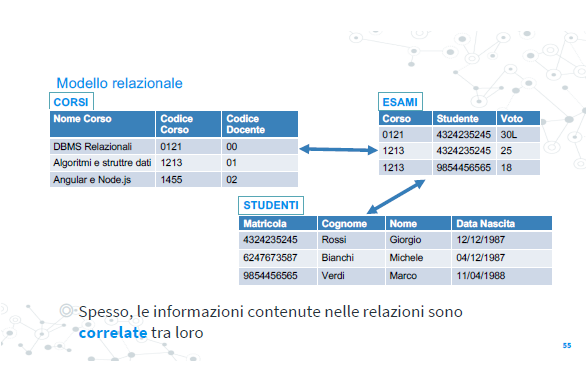 Modello relazionale
CORSI
Nome Corso Codice Corso Codice Docente
DBMS Relazionali 0121 00
Algoritmi e struttre dati 1213 01
Angular e Node.js 1455 02
ESAMI
Corso Studente Voto
0121 4324235245 30L
1213 4324235245 25
1213 9854456565 18
STUDENTI
Matricola Cognome Nome Data Nascita
4324235245 Rossi Giorgio 12/12/1987
6247673587 Bianchi Michele 04/12/1987
9854456565 Verdi Marco 11/04/1988
Spesso, le informazioni contenute nelle relazioni sono
correlate tra loro
55